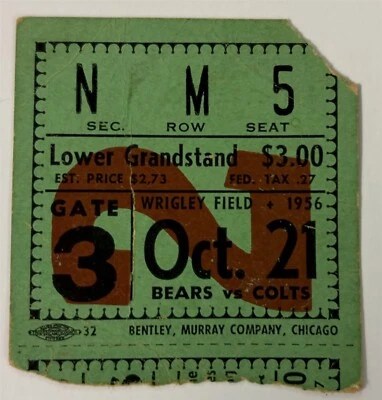 N M 5
SEC. ROW SEAT
Lower Grandstand $3.00
EST. PRICE $2.73 FED. TAX .27
GATE WRIGLEY FIELD + 1956
3 Oct. 21
BEARS vs COLTS
2
32 BENTLEY, MURRAY COMPANY, CHICAGO